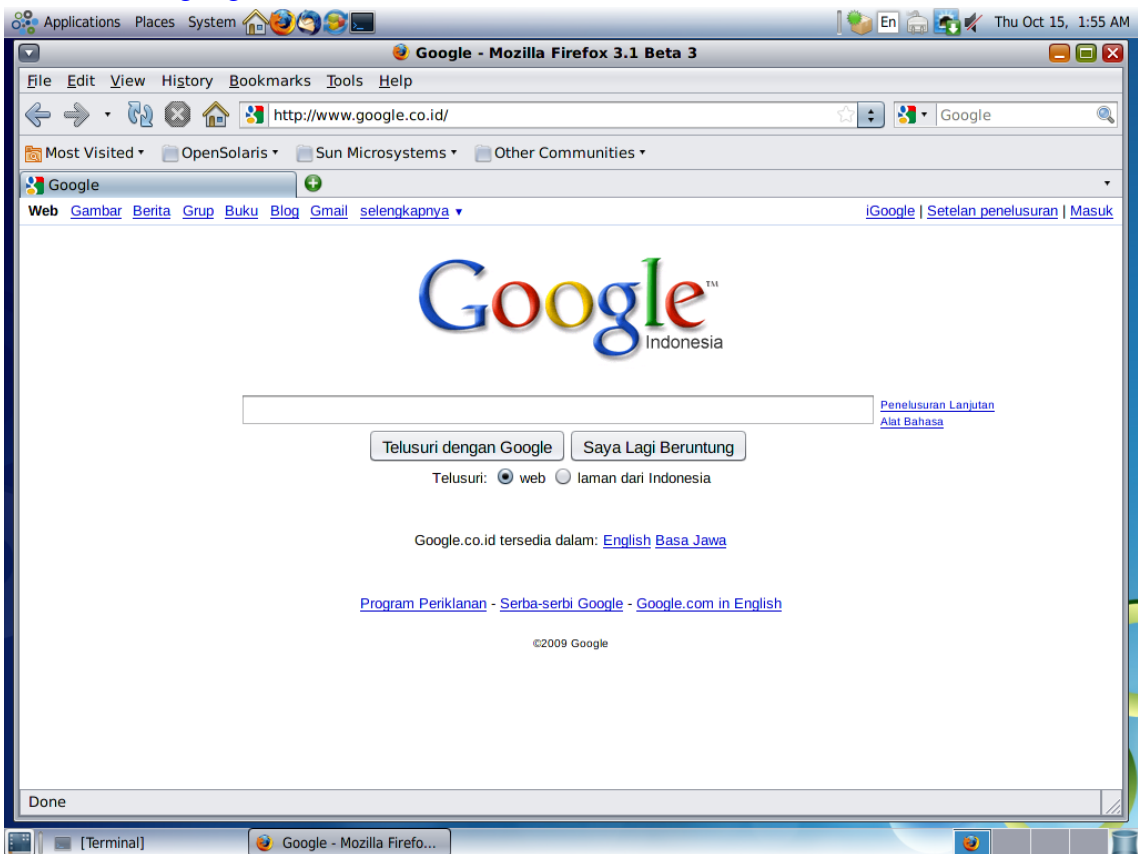 Applications Places System En Thu Oct 15, 1:55 AM
Google - Mozilla Firefox 3.1 Beta 3
File Edit View History Bookmarks Tools Help
http://www.google.co.id/ Google
Most Visited OpenSolaris Sun Microsystems Other Communities
Google
Web Gambar Berita Grup Buku Blog Gmail selengkapnya ▼ iGoogle | Setelan penelusuran | Masuk
Google™
Indonesia
Penelusuran Lanjutan
Alat Bahasa
Telusuri dengan Google Saya Lagi Beruntung
Telusuri: web laman dari Indonesia
Google.co.id tersedia dalam: English Basa Jawa
Program Periklanan - Serba-serbi Google - Google.com in English
©2009 Google
Done
[Terminal] Google - Mozilla Firefo...